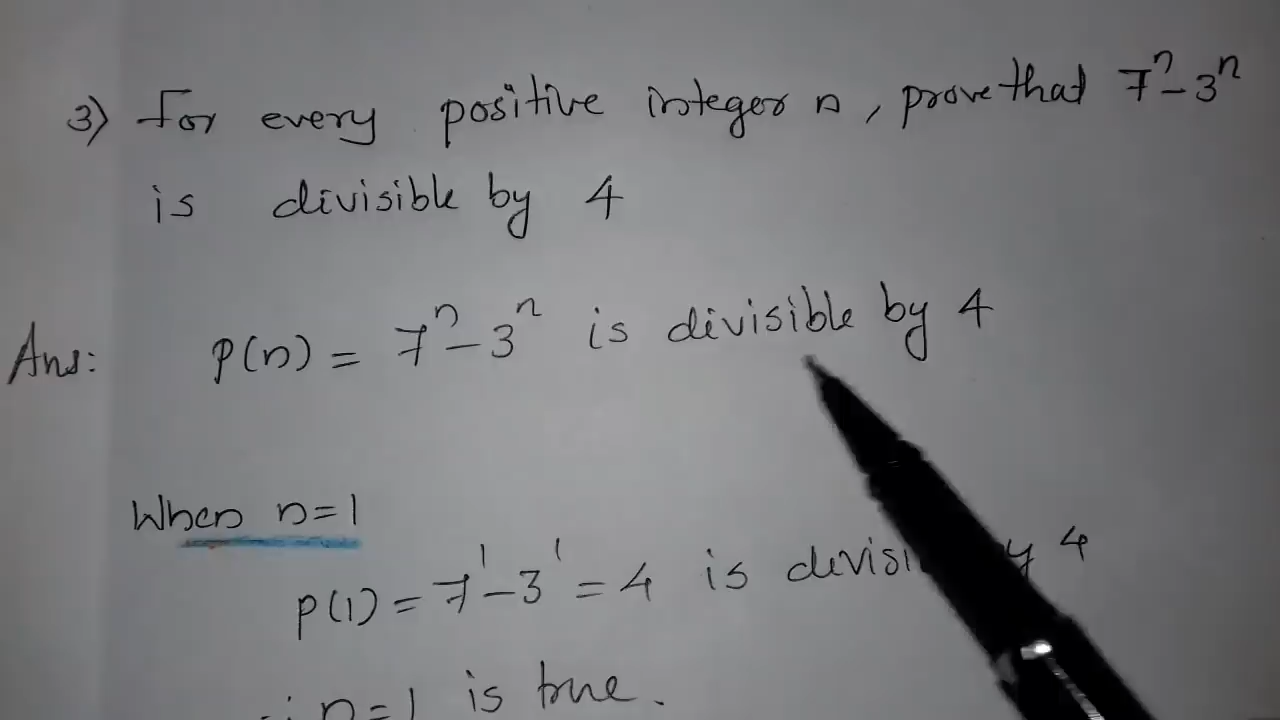 3) For every positive integer n, prove that 7ⁿ-3ⁿ
is divisible by 4
Ans: P(n) = 7ⁿ-3ⁿ is divisible by 4
When n=1
P(1) = 7¹-3¹ = 4 is 4
n=1 is true.